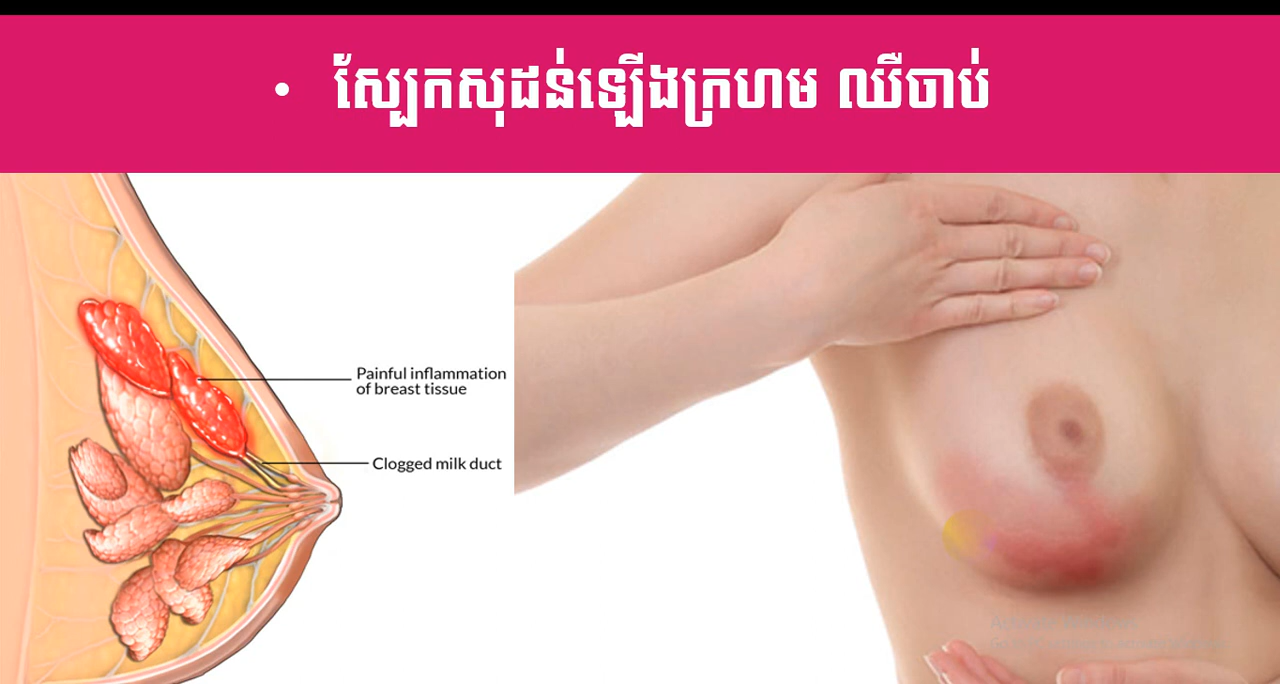 • ស្បែកសុដន់ឡើងក្រហម ឈឺចាប់
Painful inflammation
of breast tissue
Clogged milk duct